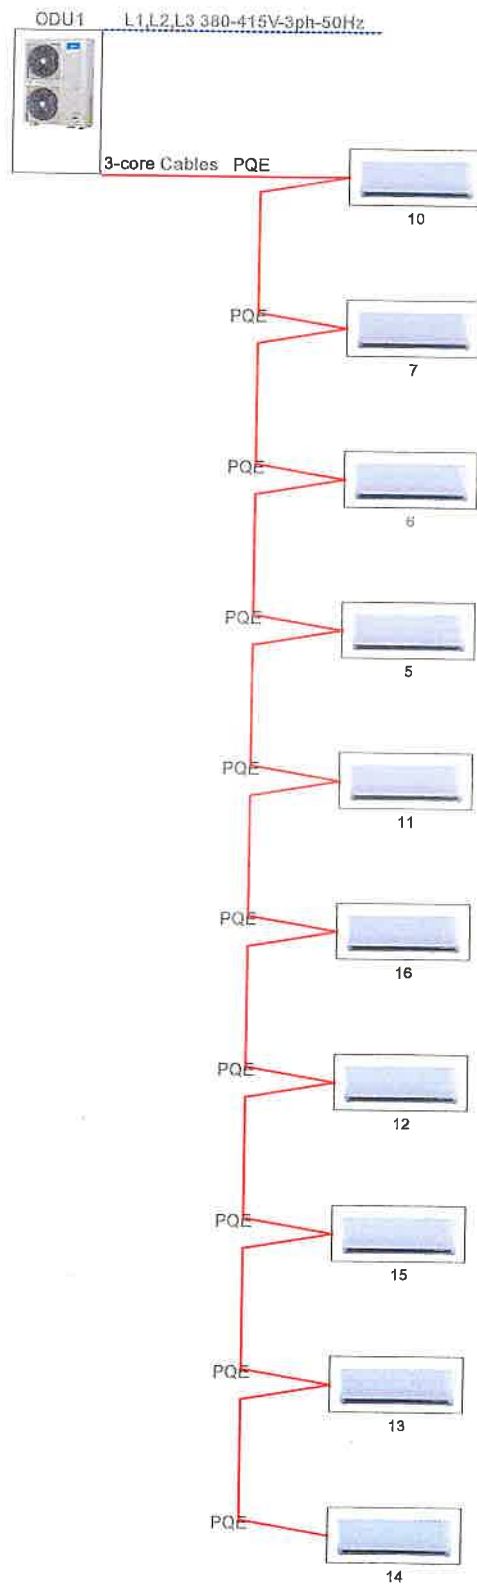 ODU1 L1,L2,L3 380-415V-3ph-50Hz
3-core Cables PQE
10
PQE
7
PQE
6
PQE
5
PQE
11
PQE
16
PQE
12
PQE
15
PQE
13
PQE
14